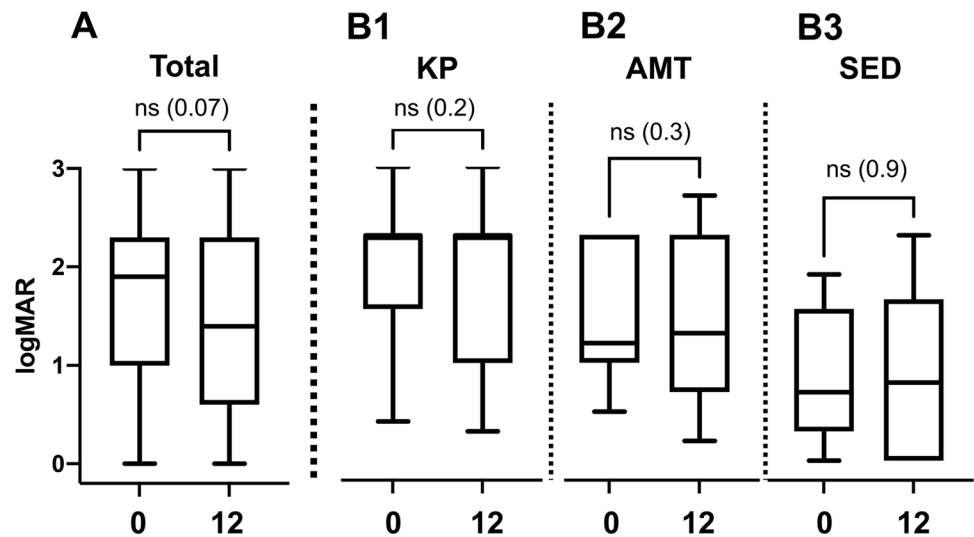 A B1 B2 B3
Total KP AMT SED
ns (0.07) ns (0.2) ns (0.3) ns (0.9)
3
2
1
0
logMAR
0 12 0 12 0 12 0 12